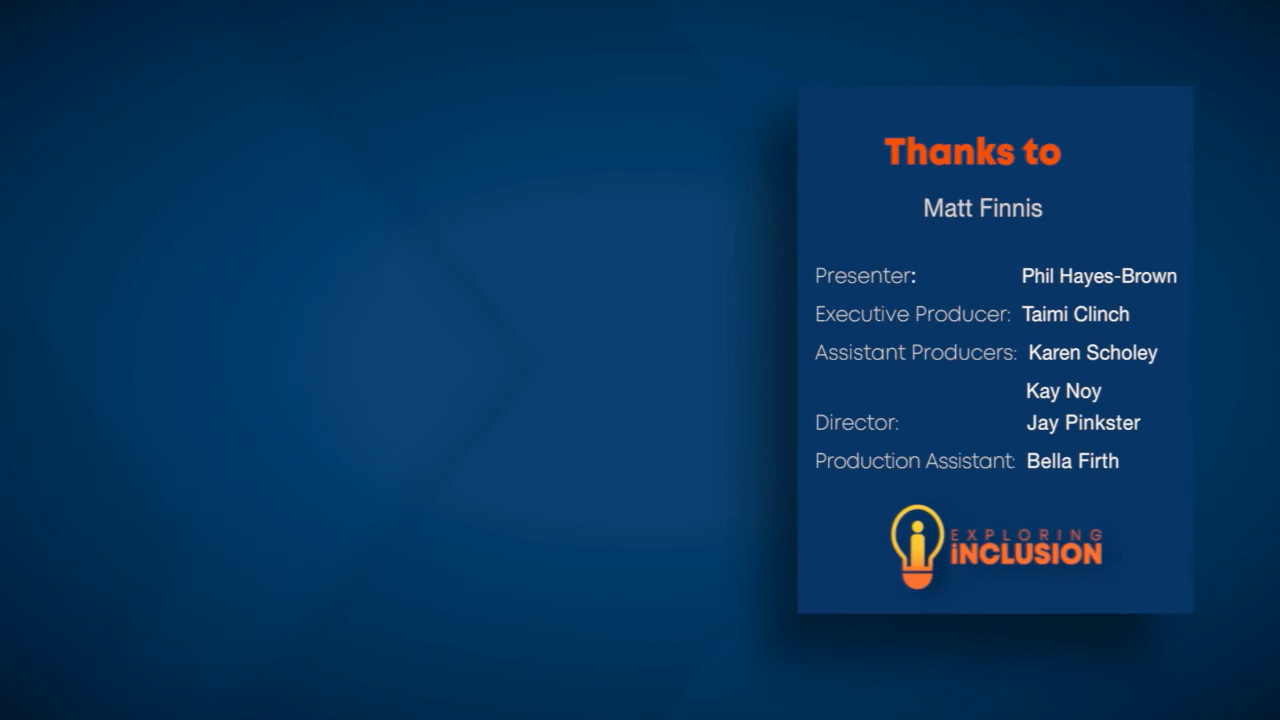 Thanks to
Matt Finnis
Presenter: Phil Hayes-Brown
Executive Producer: Taimi Clinch
Assistant Producers: Karen Scholey
Kay Noy
Director: Jay Pinkster
Production Assistant: Bella Firth
EXPLORING
iNCLUSION